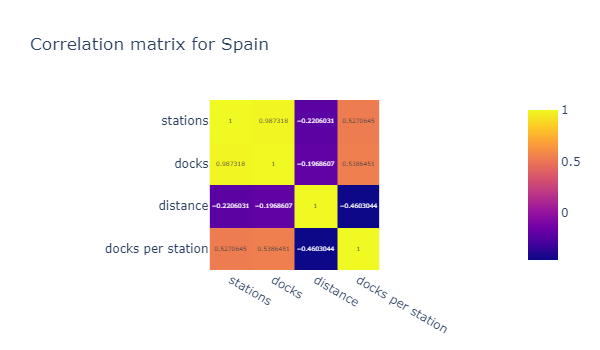 Correlation matrix for Spain
stations 1 0.987318 −0.2206031 0.5270645
docks 0.987318 1 −0.1968607 0.5386451
distance −0.2206031 −0.1968607 1 −0.4603044
docks per station 0.5270645 0.5386451 −0.4603044 1
stations
docks
distance
docks per station
1
0.5
0